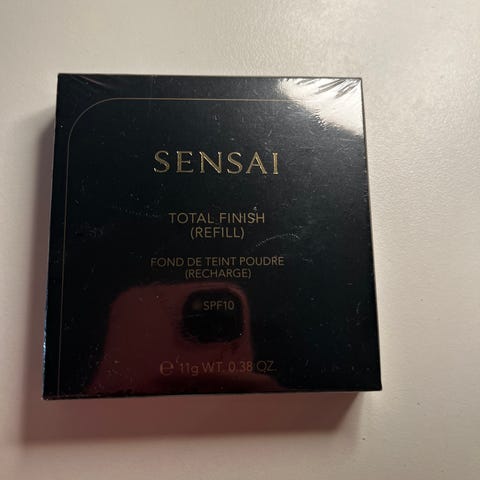 SENSAI
TOTAL FINISH
(REFILL)
FOND DE TEINT POUDRE
(RECHARGE)
SPF10
℮ 11g WT. 0.38 OZ.